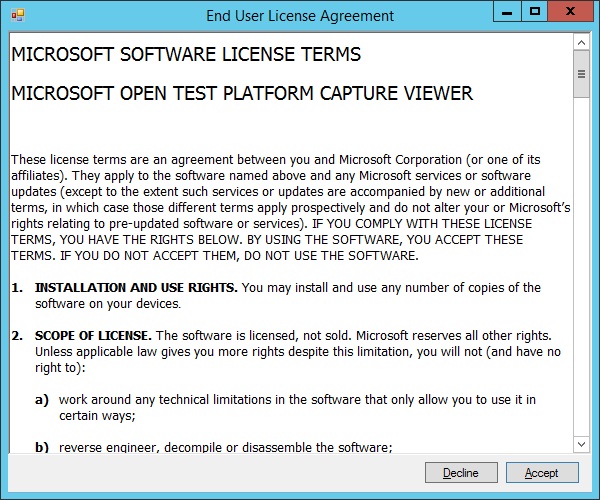 End User License Agreement
MICROSOFT SOFTWARE LICENSE TERMS
MICROSOFT OPEN TEST PLATFORM CAPTURE VIEWER
These license terms are an agreement between you and Microsoft Corporation (or one of its
affiliates). They apply to the software named above and any Microsoft services or software
updates (except to the extent such services or updates are accompanied by new or additional
terms, in which case those different terms apply prospectively and do not alter your or Microsoft’s
rights relating to pre-updated software or services). IF YOU COMPLY WITH THESE LICENSE
TERMS, YOU HAVE THE RIGHTS BELOW. BY USING THE SOFTWARE, YOU ACCEPT THESE
TERMS. IF YOU DO NOT ACCEPT THEM, DO NOT USE THE SOFTWARE.
1. INSTALLATION AND USE RIGHTS. You may install and use any number of copies of the
software on your devices.
2. SCOPE OF LICENSE. The software is licensed, not sold. Microsoft reserves all other rights.
Unless applicable law gives you more rights despite this limitation, you will not (and have no
right to):
a) work around any technical limitations in the software that only allow you to use it in
certain ways;
b) reverse engineer, decompile or disassemble the software;
Decline Accept